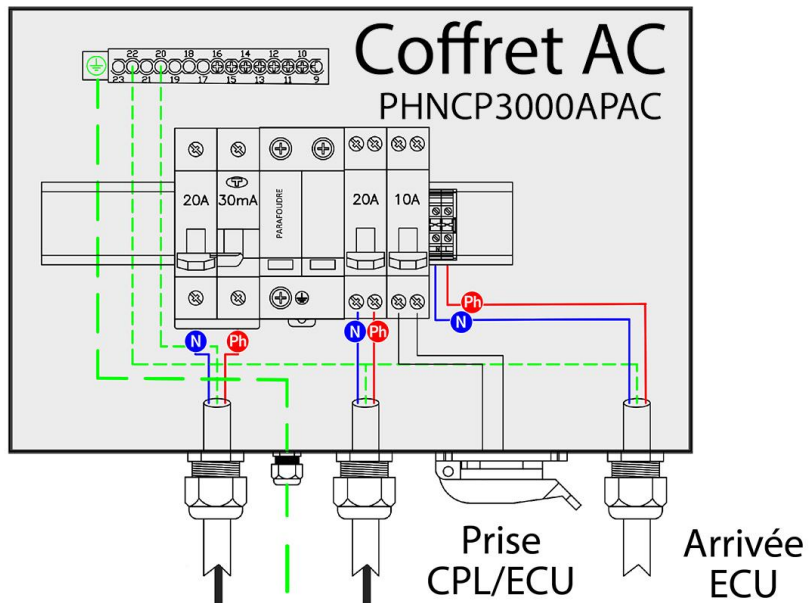 Coffret AC
PHNCP3000APAC
22 20 18 16 14 12 10
23 21 19 17 15 13 11 9
20A
30mA
PARAFOUDRE
20A
10A
N Ph
N Ph
Ph
N
Prise
CPL/ECU
Arrivée
ECU